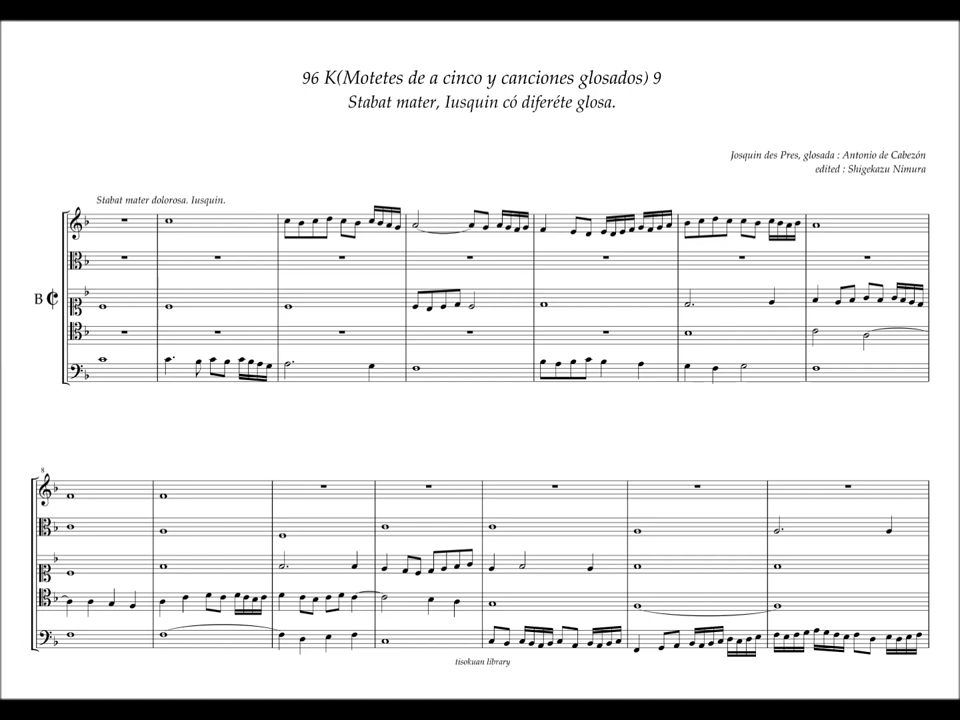 96 K(Motetes de a cinco y canciones glosados) 9
Stabat mater, Iusquin có diferéte glosa.
Josquin des Pres, glosada : Antonio de Cabezón
edited : Shigekazu Nimura
Stabat mater dolorosa. Iusquin.
B
8
tisokuan library